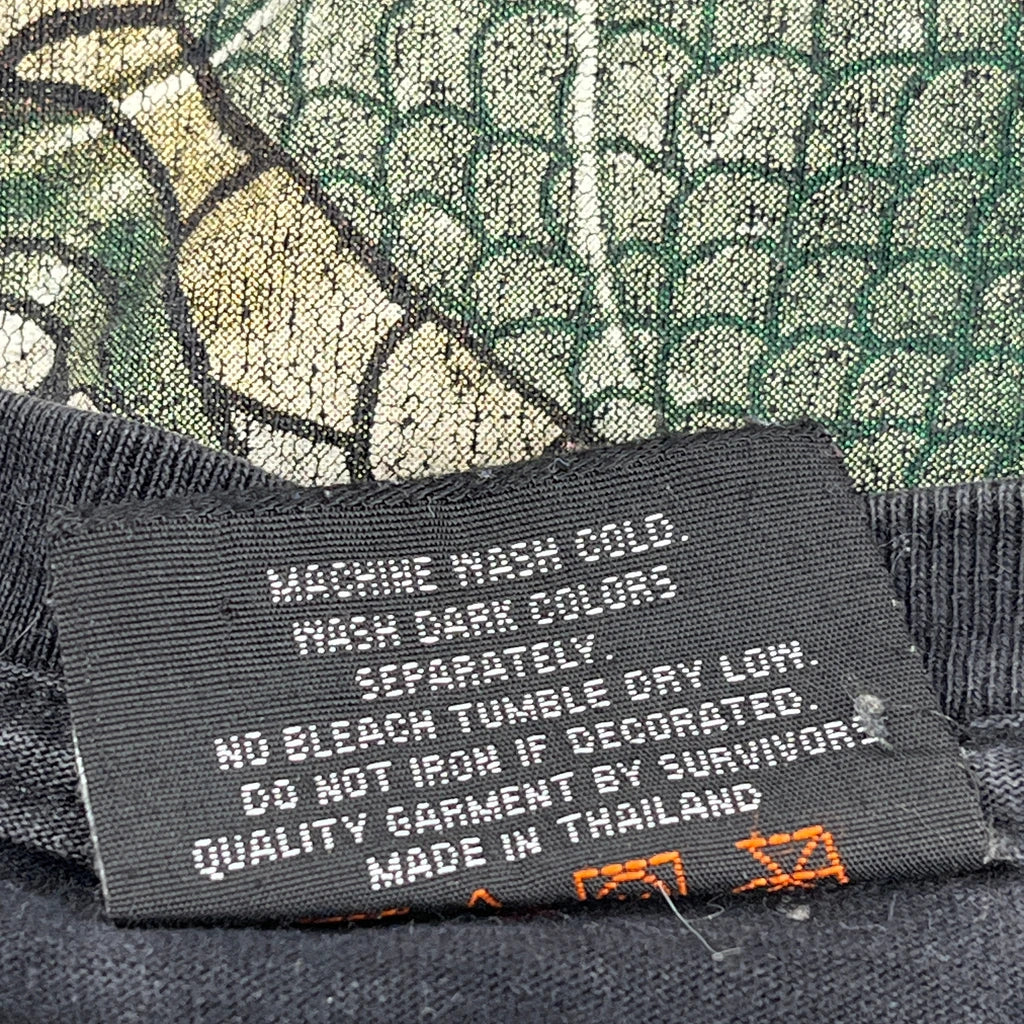 MACHINE WASH COLD.
WASH DARK COLORS
SEPARATELY.
NO BLEACH TUMBLE DRY LOW.
DO NOT IRON IF DECORATED.
QUALITY GARMENT BY SURVIVORS
MADE IN THAILAND